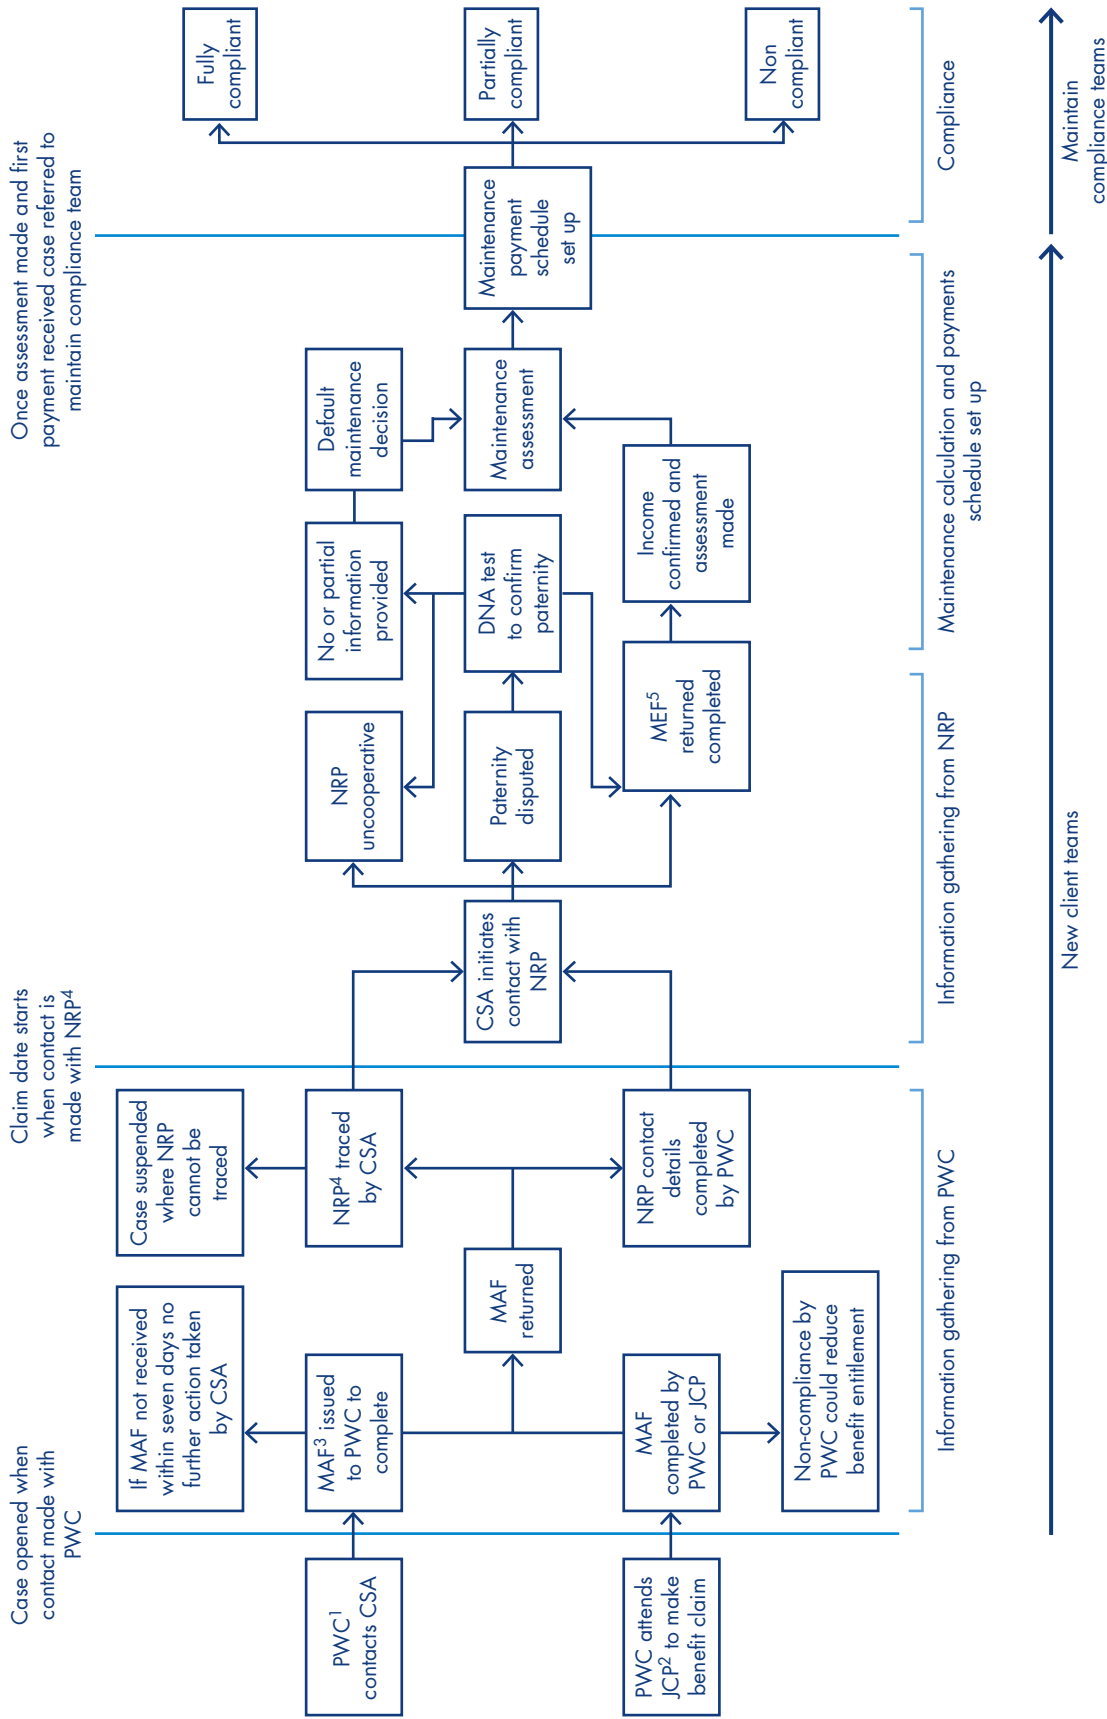 Case opened when
contact made with
PWC
Claim date starts
when contact is
made with NRP4
Once assessment made and first
payment received case referred to
maintain compliance team
PWC1
contacts CSA
PWC attends
JCP2 to make
benefit claim
If MAF not received
within seven days no
further action taken
by CSA
MAF3 issued
to PWC to
complete
MAF
completed by
PWC or JCP
Non-compliance by
PWC could reduce
benefit entitlement
MAF
returned
Case suspended
where NRP
cannot be
traced
NRP4 traced
by CSA
NRP contact
details
completed
by PWC
CSA initiates
contact with
NRP
NRP
uncooperative
Paternity
disputed
MEF5
returned
completed
No or partial
information
provided
DNA test
to confirm
paternity
Income
confirmed and
assessment
made
Default
maintenance
decision
Maintenance
assessment
Maintenance
payment
schedule
set up
Fully
compliant
Partially
compliant
Non
compliant
Information gathering from PWC
Information gathering from NRP
Maintenance calculation and payments
schedule set up
Compliance
New client teams
Maintain
compliance teams